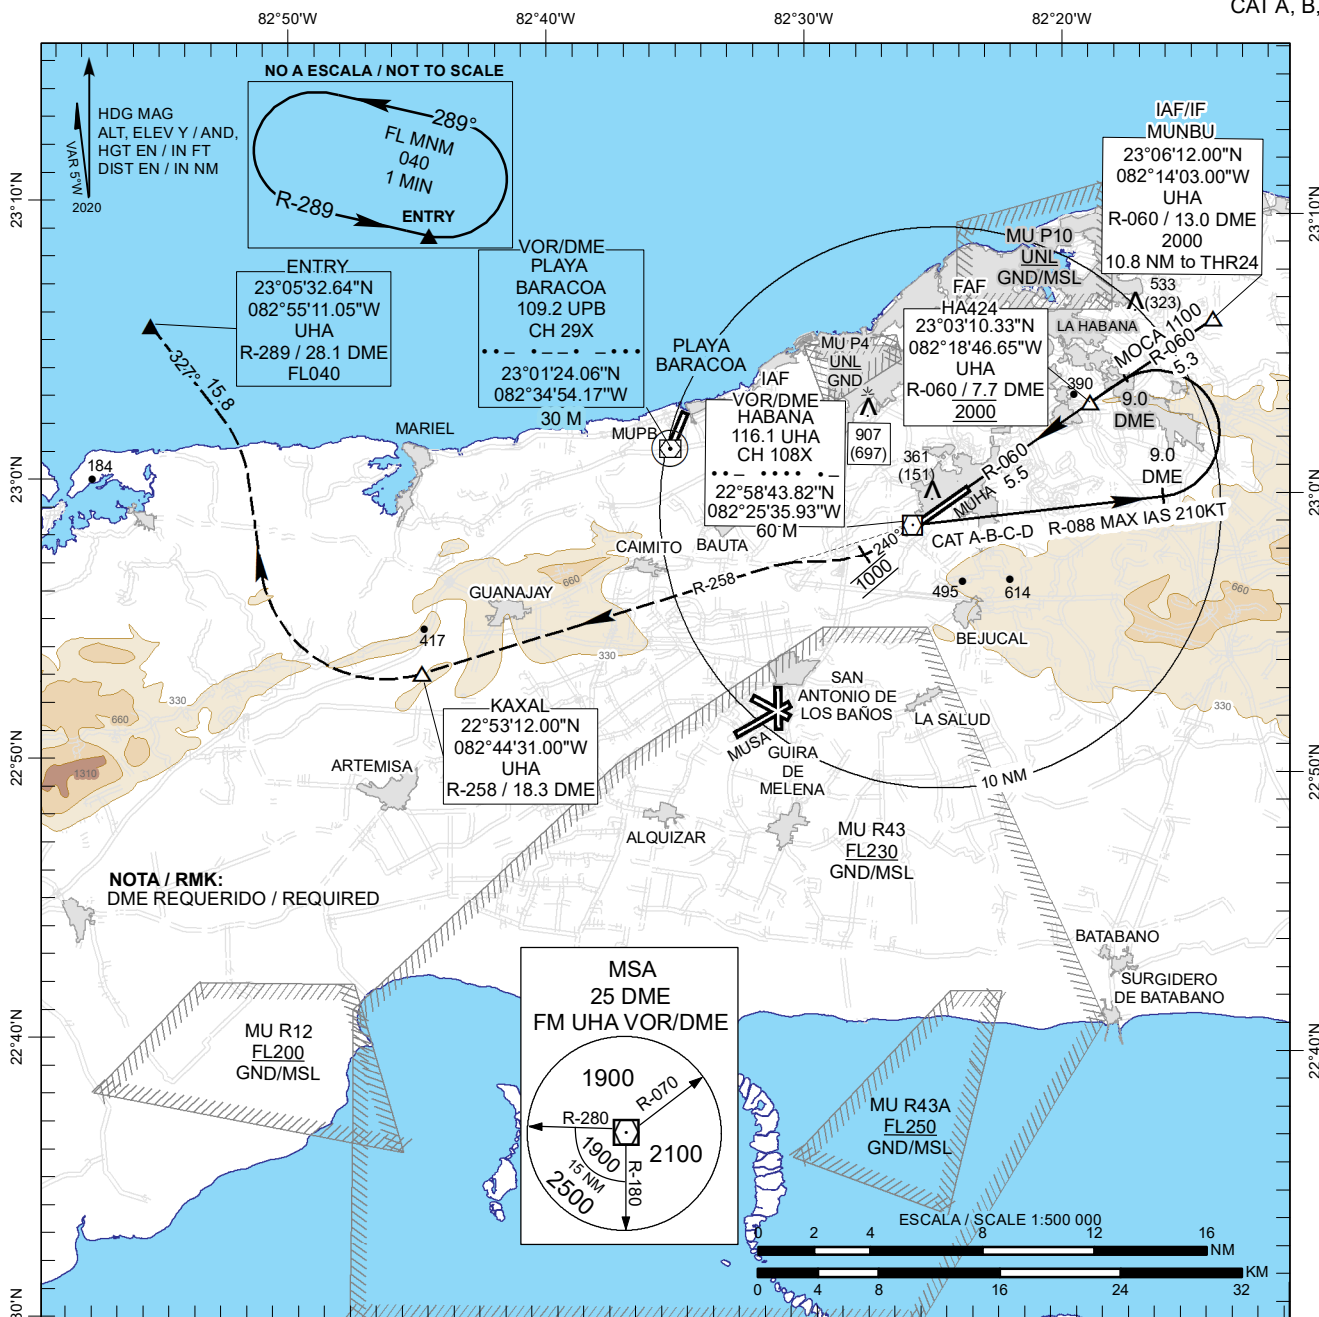 CAT A, B,
82°50'W
82°40'W
82°30'W
82°20'W
NO A ESCALA / NOT TO SCALE
HDG MAG
ALT, ELEV Y / AND,
HGT EN / IN FT
DIST EN / IN NM
VAR 5°W
2020
289°
FL MNM
040
1 MIN
R-289
ENTRY
IAF/IF
MUNBU
23°06'12.00"N
082°14'03.00"W
UHA
R-060 / 13.0 DME
2000
10.8 NM to THR24
23°10'N
23°10'N
ENTRY
23°05'32.64"N
082°55'11.05"W
UHA
R-289 / 28.1 DME
FL040
VOR/DME
PLAYA
BARACOA
109.2 UPB
CH 29X
··– ·––· –···
23°01'24.06"N
082°34'54.17"W
30 M
MU P10
UNL
GND/MSL
533
(323)
FAF
HA424
23°03'10.33"N
082°18'46.65"W
UHA
R-060 / 7.7 DME
2000
LA HABANA
MOCA 1100
R-060
5.3
390
9.0
DME
PLAYA
BARACOA
MU P4
UNL
GND
IAF
VOR/DME
HABANA
116.1 UHA
CH 108X
··– ···· ·–
22°58'43.82"N
082°25'35.93"W
60 M
907
(697)
327°
15.8
MARIEL
MUPB
361
(151)
R-060
5.5
9.0
DME
MUHA
184
23°0'N
23°0'N
CAT A-B-C-D
R-088 MAX IAS 210KT
BAUTA
CAIMITO
240°
1000
R-258
660
GUANAJAY
495
614
BEJUCAL
417
330
330
660
1310
330
KAXAL
22°53'12.00"N
082°44'31.00"W
UHA
R-258 / 18.3 DME
SAN
ANTONIO DE
LOS BAÑOS
LA SALUD
MUSA
GUIRA
DE
MELENA
ARTEMISA
22°50'N
22°50'N
10 NM
ALQUIZAR
MU R43
FL230
GND/MSL
NOTA / RMK:
DME REQUERIDO / REQUIRED
BATABANO
SURGIDERO
DE BATABANO
MSA
25 DME
FM UHA VOR/DME
1900
R-070
R-280
1900
15 NM
2500
R-180
2100
MU R12
FL200
GND/MSL
22°40'N
22°40'N
MU R43A
FL250
GND/MSL
ESCALA / SCALE 1:500 000
0 2 4 8 12 16
NM
KM
0 4 8 16 24 32
30'N